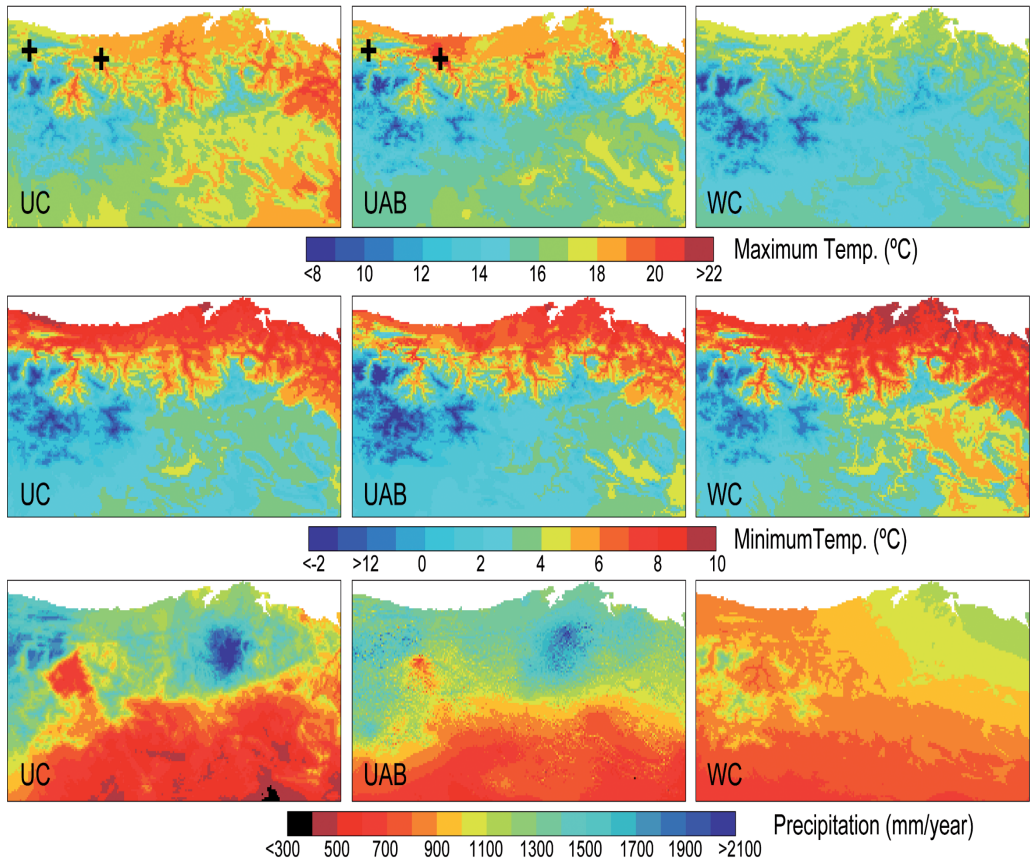 UC UAB WC
<8 10 12 14 16 18 20 >22 Maximum Temp. (ºC)
UC UAB WC
<-2 >12 0 2 4 6 8 10 MinimumTemp. (ºC)
UC UAB WC
<300 500 700 900 1100 1300 1500 1700 1900 >2100 Precipitation (mm/year)